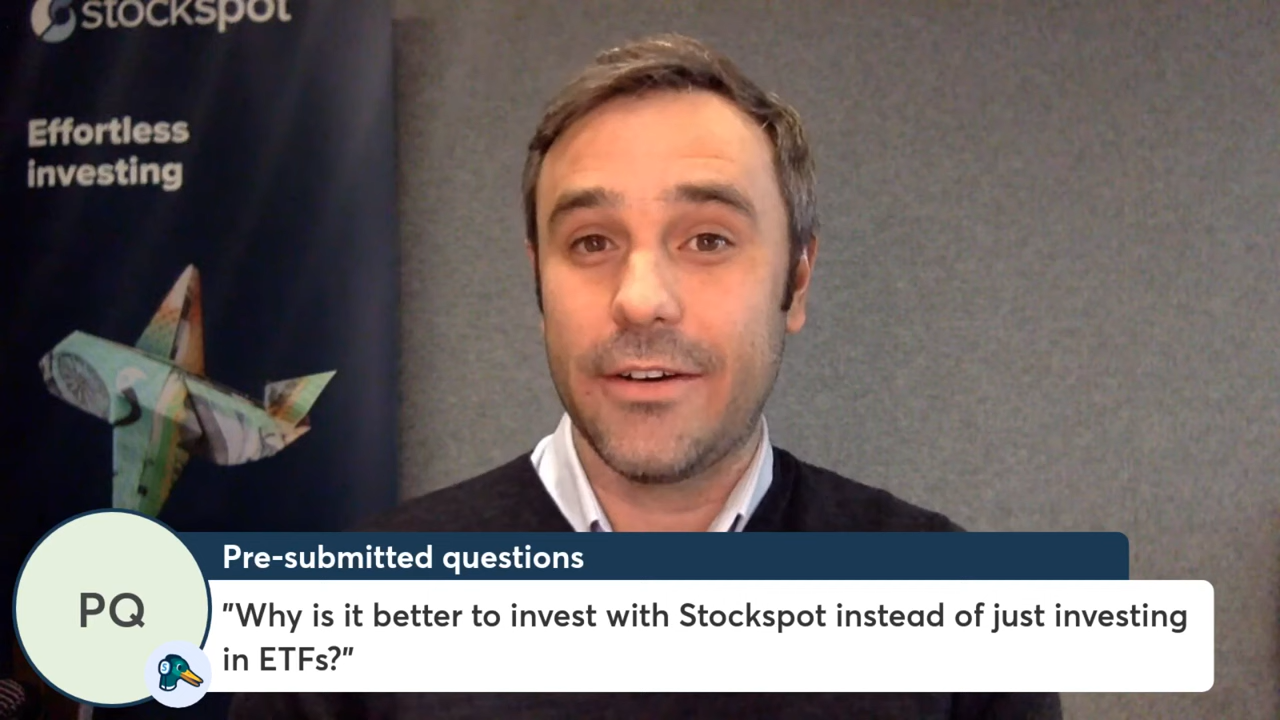 stockspot
Effortless
investing
Pre-submitted questions
PQ
"Why is it better to invest with Stockspot instead of just investing
in ETFs?"